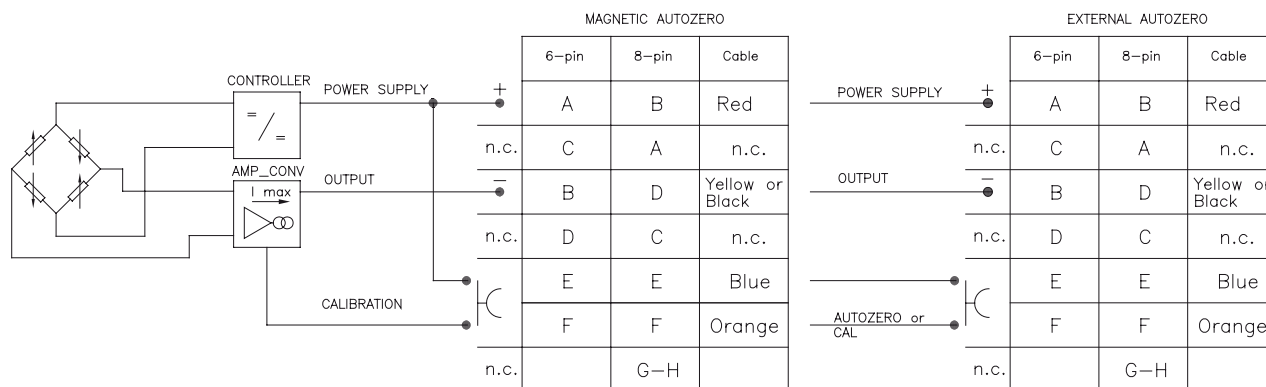 MAGNETIC AUTOZERO
EXTERNAL AUTOZERO
6-pin 8-pin Cable
6-pin 8-pin Cable
CONTROLLER
= / =
POWER SUPPLY + A B Red
POWER SUPPLY + A B Red
n.c. C A n.c.
n.c. C A n.c.
AMP_CONV
I max
OUTPUT - B D Yellow or
Black
OUTPUT - B D Yellow or
Black
n.c. D C n.c.
n.c. D C n.c.
E E Blue
E E Blue
CALIBRATION F F Orange
AUTOZERO or
CAL F F Orange
n.c. G-H
n.c. G-H